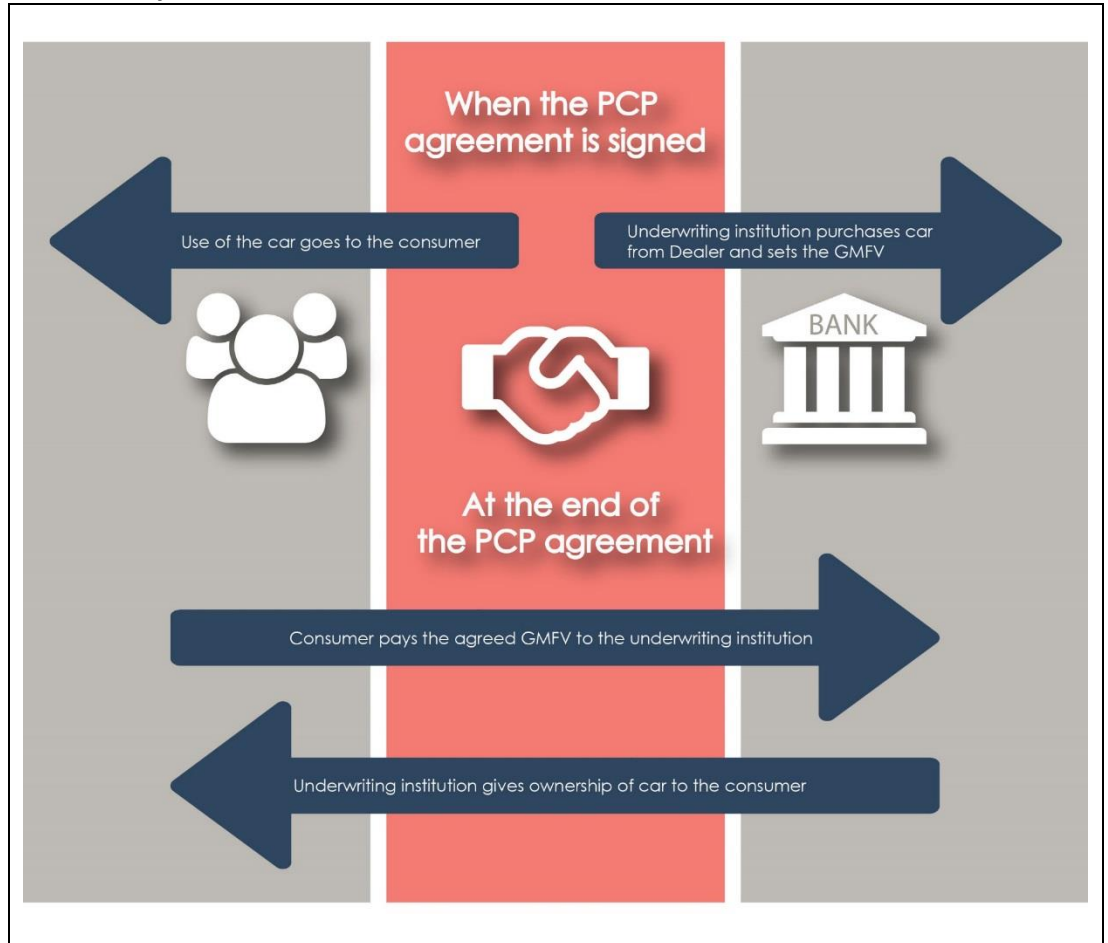 When the PCP
agreement is signed
Use of the car goes to the consumer
Underwriting institution purchases car
from Dealer and sets the GMFV
BANK
At the end of
the PCP agreement
Consumer pays the agreed GMFV to the underwriting institution
Underwriting institution gives ownership of car to the consumer